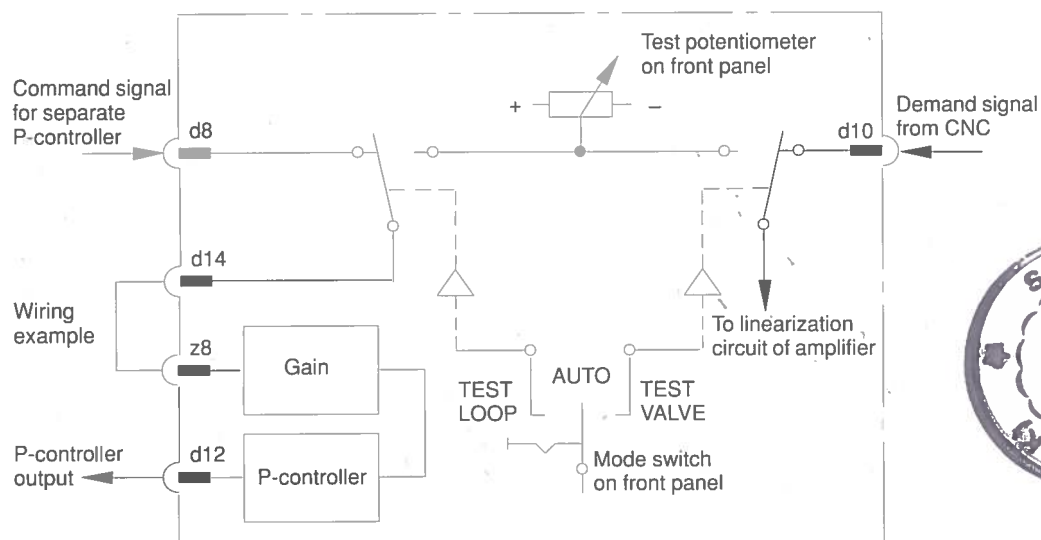 Test potentiometer
on front panel
Command signal
for separate
P-controller
+
−
Demand signal
from CNC
d8
d10
d14
Wiring
example
To linearization
circuit of amplifier
z8
Gain
AUTO
TEST
LOOP
TEST
VALVE
P-controller
output
d12
P-controller
Mode switch
on front panel